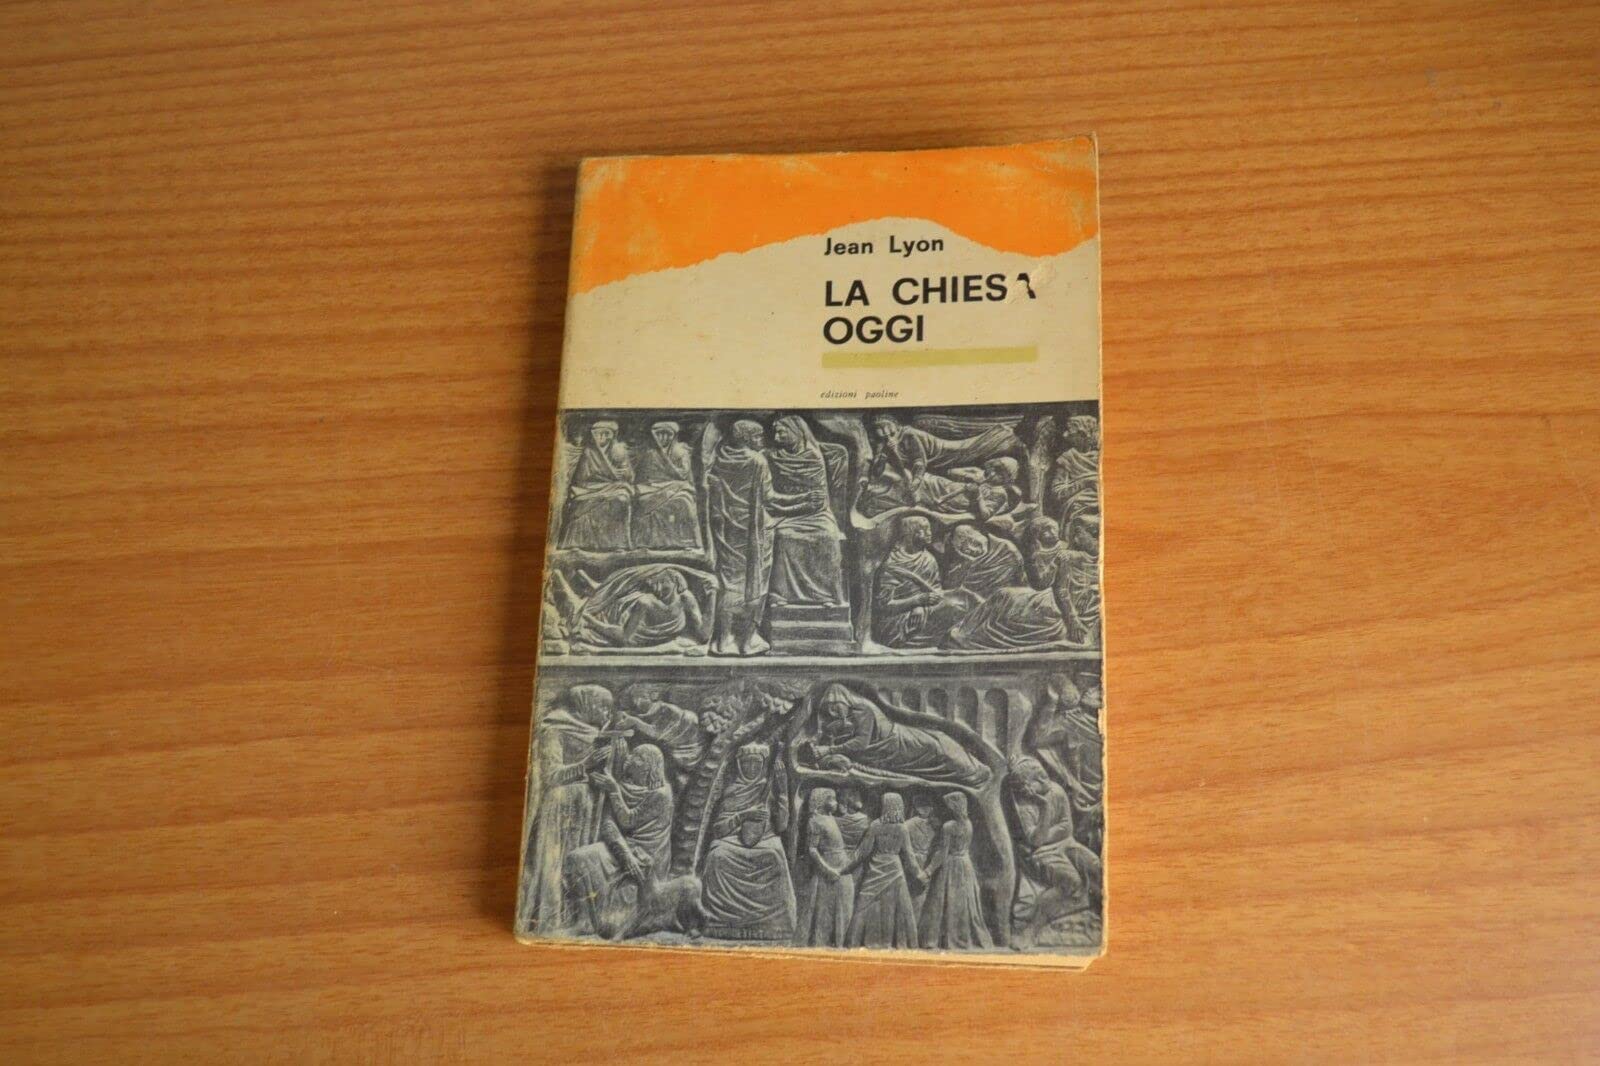 Jean Lyon
LA CHIESA
OGGI
edizioni paoline